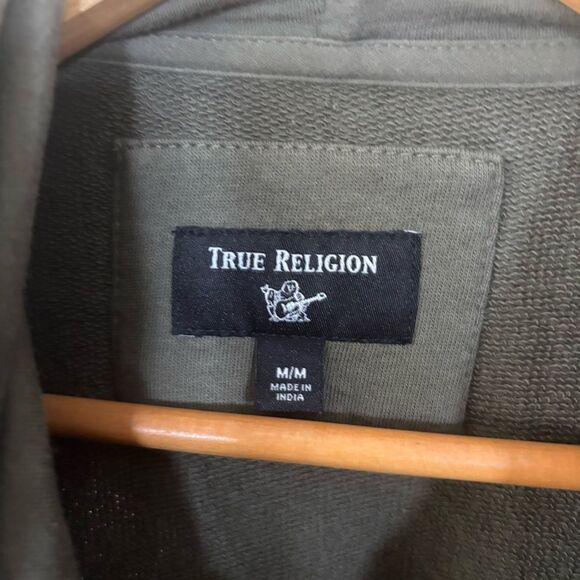 TRUE RELIGION
M/M
MADE IN
INDIA